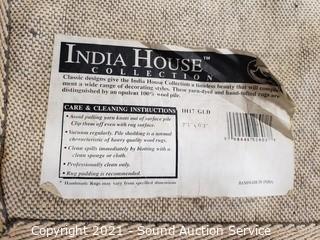 INDIA HOUSE™
COLLECTION
Classic designs give the India House Collection a timeless beauty that will comple-
ment a wide range of decorating styles. These yarn-dyed and hand-tufted rugs are
distinguished by an opulent 100% wool pile.
CARE & CLEANING INSTRUCTIONS
IH17 GLD
• Avoid pulling yarn knots out of surface pile
Clip them off even with rug surface.
• Vacuum regularly. Pile shedding is a normal
characteristic of heavy quality wool rugs.
• Clean spills immediately by blotting with a
clean sponge or cloth.
• Professionally clean only.
• Rug padding is recommended.
* Handmade Rugs may vary from specified dimensions
HANDMADE IN INDIA
Copyright 2021 - Sound Auction Service